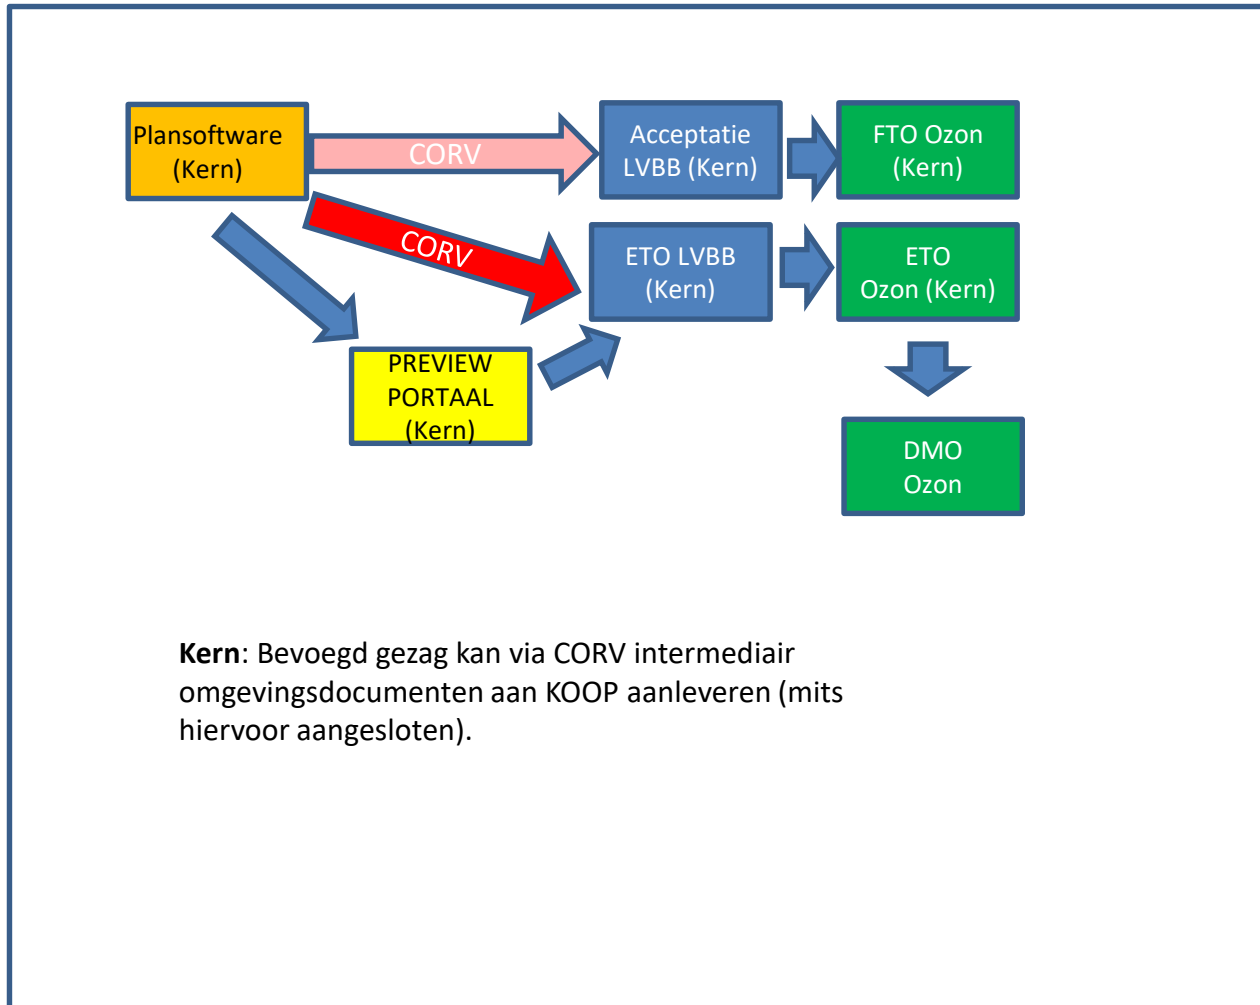 Plansoftware
(Kern)
CORV
Acceptatie
LVBB (Kern)
FTO Ozon
(Kern)
CORV
ETO LVBB
(Kern)
ETO
Ozon (Kern)
PREVIEW
PORTAAL
(Kern)
DMO
Ozon
Kern: Bevoegd gezag kan via CORV intermediair
omgevingsdocumenten aan KOOP aanleveren (mits
hiervoor aangesloten).